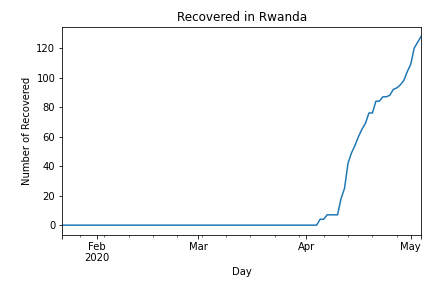 Recovered in Rwanda
Number of Recovered
120
100
80
60
40
20
0
Feb
2020
Mar
Apr
May
Day